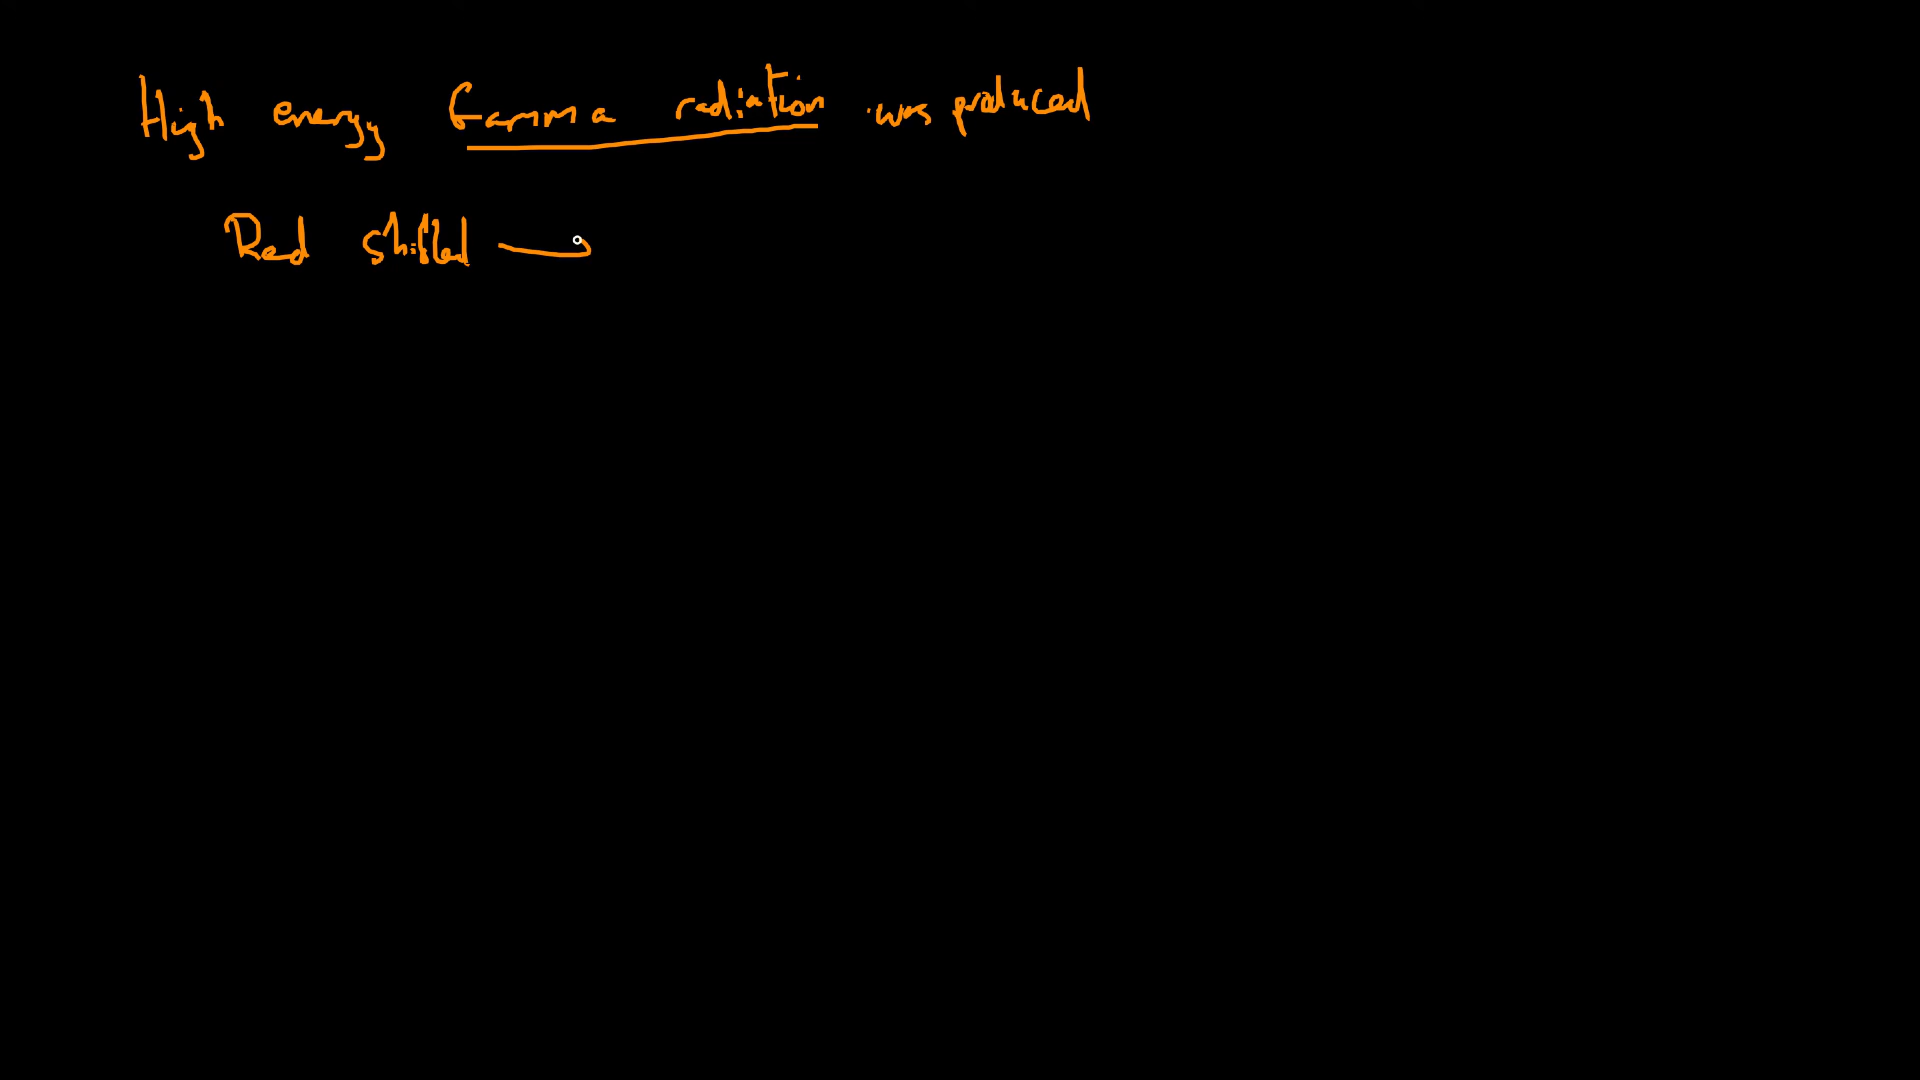 High energy Gamma radiation was produced
Red shifted →